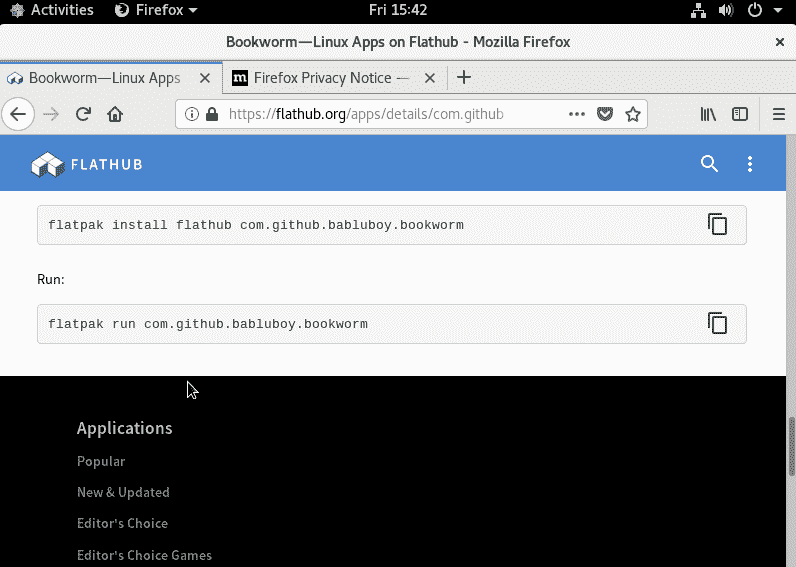 Activities Firefox Fri 15:42
Bookworm—Linux Apps on Flathub - Mozilla Firefox
Bookworm—Linux Apps Firefox Privacy Notice —
https://flathub.org/apps/details/com.github
FLATHUB
flatpak install flathub com.github.babluboy.bookworm
Run:
flatpak run com.github.babluboy.bookworm
Applications
Popular
New & Updated
Editor's Choice
Editor's Choice Games